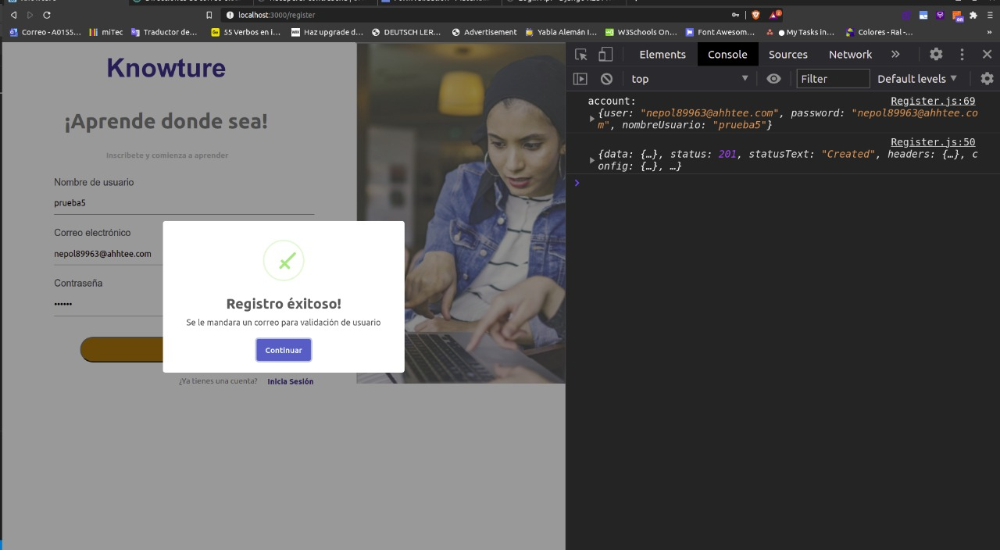 localhost:3000/register
Correo - A0155... miTec Traductor de... 55 Verbos en i... Haz upgrade d... DEUTSCH LER... Advertisement Yabla Alemán I... W3Schools On... Font Awesom... My Tasks in... Colores - Ral -... »
Knowture
¡Aprende donde sea!
Inscribete y comienza a aprender
Nombre de usuario
prueba5
Correo electrónico
nepol89963@ahhtee.com
Contraseña
••••••
Registro éxitoso!
Se le mandara un correo para validación de usuario
Continuar
¿Ya tienes una cuenta? Inicia Sesión
Elements Console Sources Network »
top Filter Default levels
account: Register.js:69
{user: "nepol89963@ahhtee.com", password: "nepol89963@ahhtee.co
m", nombreUsuario: "prueba5"}
Register.js:50
{data: {…}, status: 201, statusText: "Created", headers: {…}, c
onfig: {…}, …}